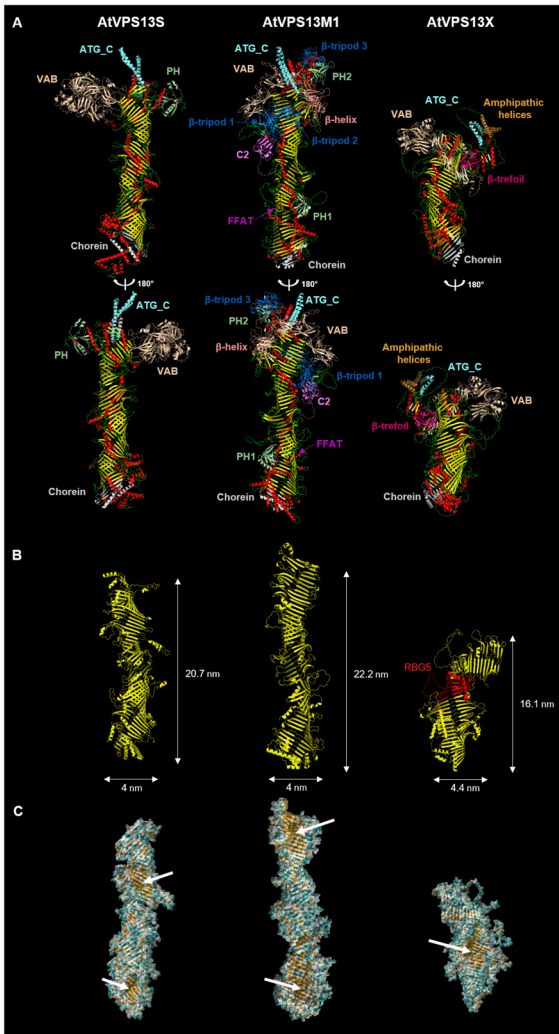 A
AtVPS13S AtVPS13M1 AtVPS13X
ATG_C PH VAB
ATG_C β-tripod 3
VAB PH2
β-tripod 1 β-helix
C2 β-tripod 2
FFAT PH1
ATG_C Amphipathic
helices
VAB
β-trefoil
Chorein Chorein Chorein
180° 180° 180°
ATG_C
PH VAB
β-tripod 3 ATG_C
PH2 VAB
β-helix
β-tripod 1
C2
FFAT
PH1
Amphipathic
helices ATG_C
VAB
β-trefoil
Chorein Chorein Chorein
B
20.7 nm
22.2 nm
RBG5
16.1 nm
4 nm 4 nm 4.4 nm
C